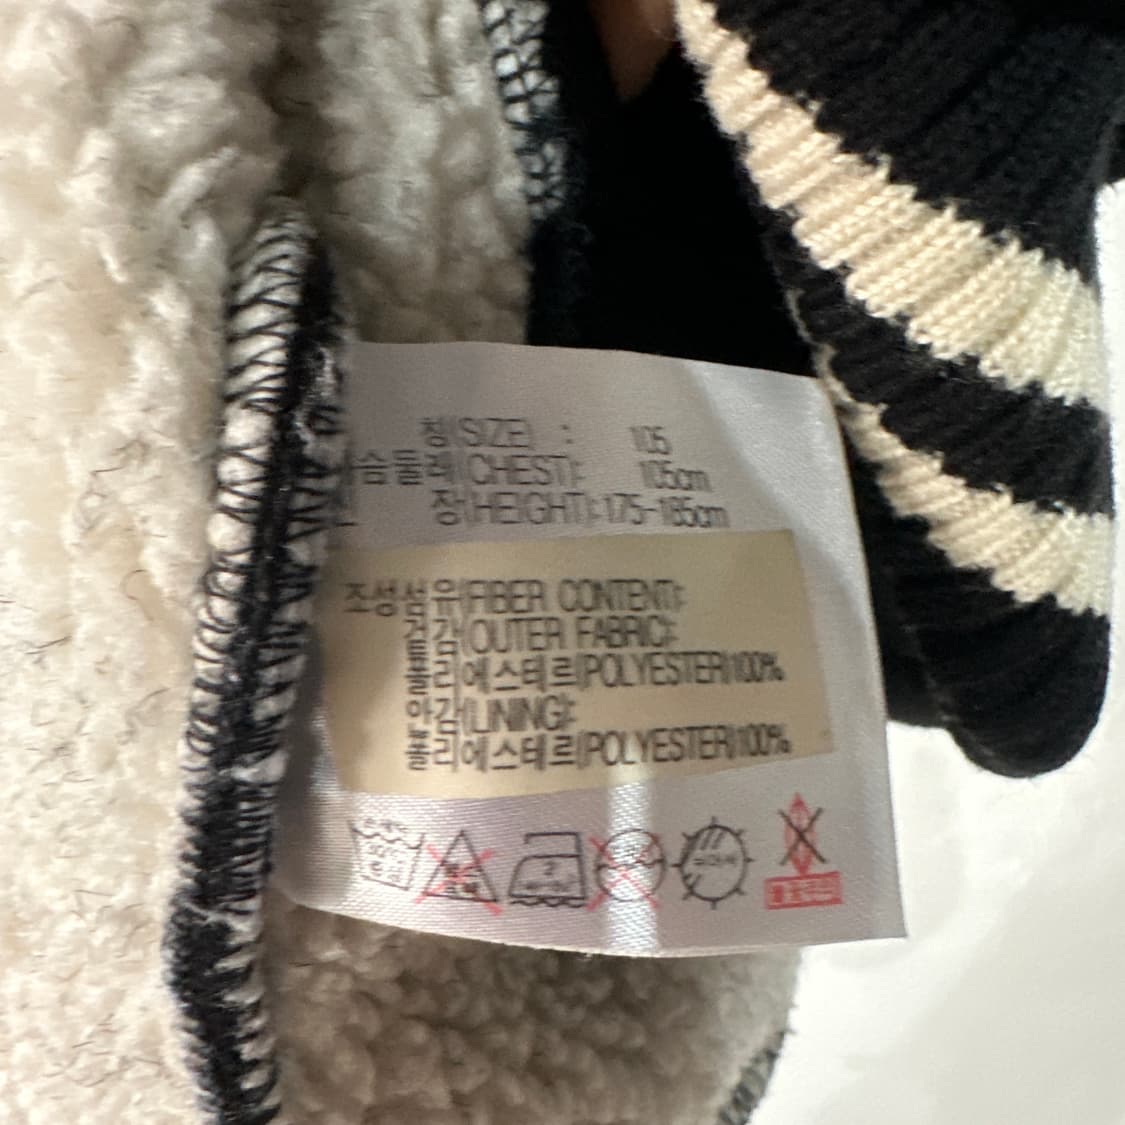 칭(SIZE) : 105
슴둘레(CHEST): 105cm
장(HEIGHT):175-185cm
조성섬유(FIBER CONTENT):
겉감(OUTER FABRIC):
폴리에스테르(POLYESTER)100%
안감(LINING):
폴리에스테르(POLYESTER)100%